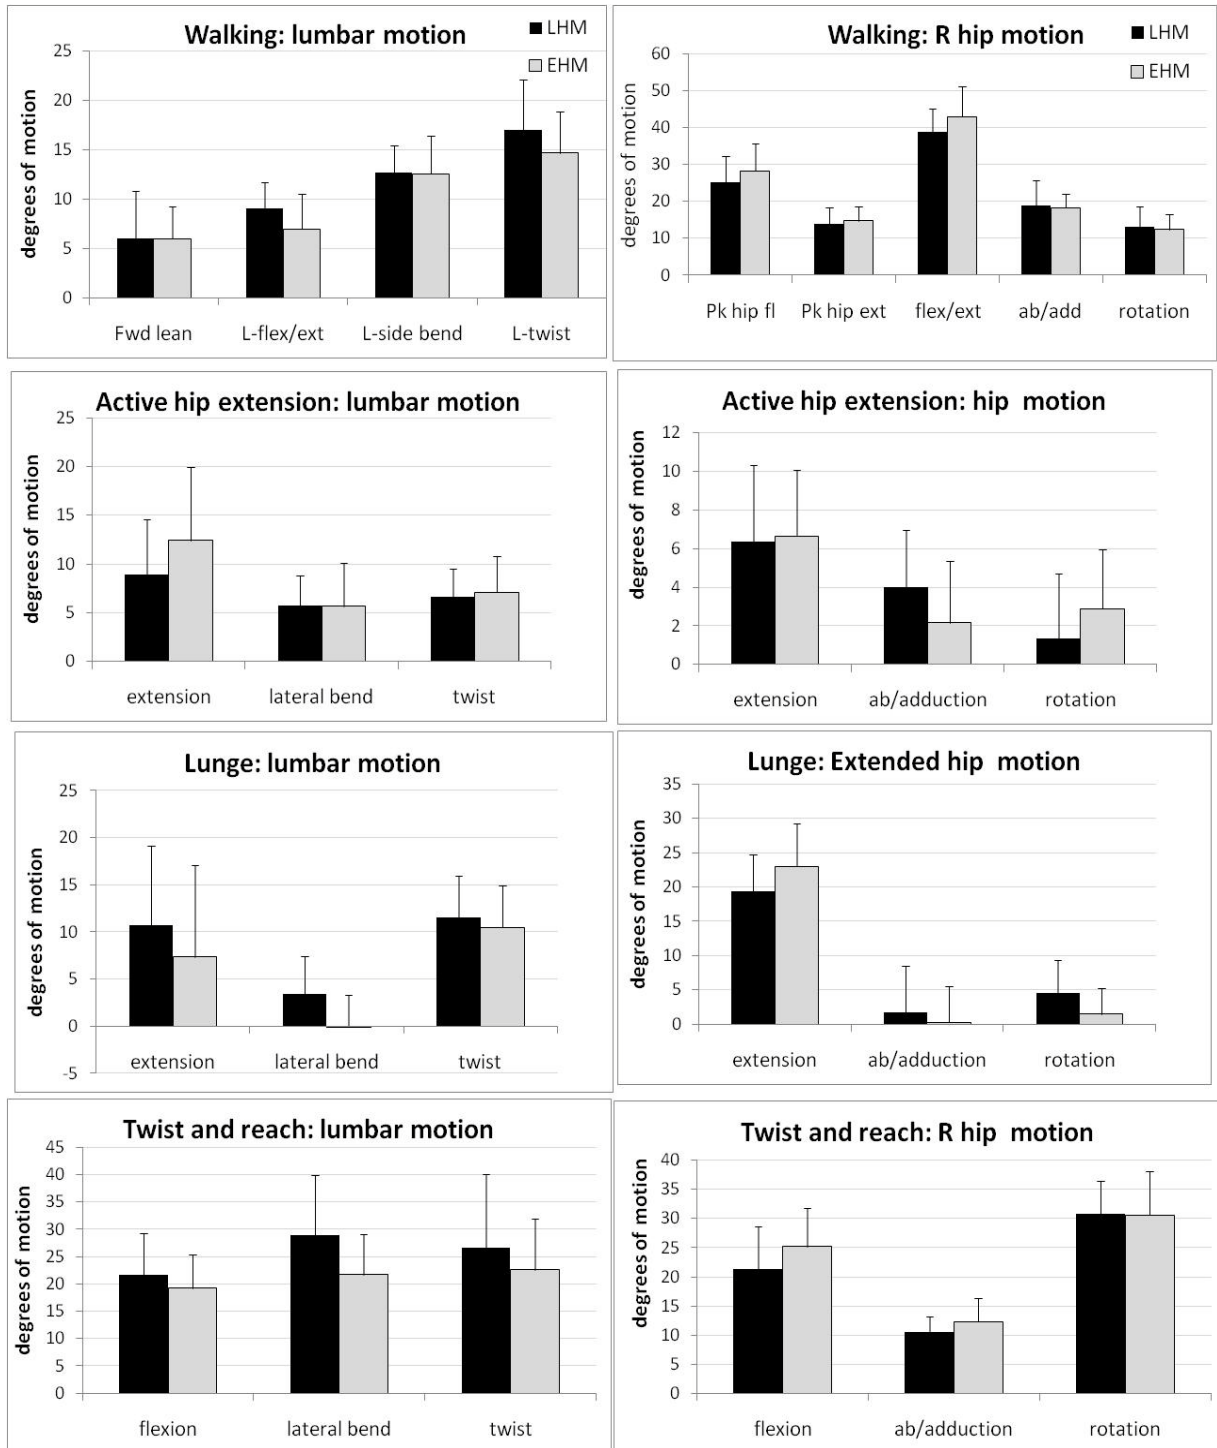 Walking: lumbar motion
LHM
EHM
degrees of motion
25
20
15
10
5
0
Fwd lean L-flex/ext L-side bend L-twist
Walking: R hip motion
LHM
EHM
degrees of motion
60
50
40
30
20
10
0
Pk hip fl Pk hip ext flex/ext ab/add rotation
Active hip extension: lumbar motion
degrees of motion
25
20
15
10
5
0
extension lateral bend twist
Active hip extension: hip motion
degrees of motion
12
10
8
6
4
2
0
extension ab/adduction rotation
Lunge: lumbar motion
degrees of motion
25
20
15
10
5
0
-5
extension lateral bend twist
Lunge: Extended hip motion
degrees of motion
35
30
25
20
15
10
5
0
extension ab/adduction rotation
Twist and reach: lumbar motion
degrees of motion
45
40
35
30
25
20
15
10
5
0
flexion lateral bend twist
Twist and reach: R hip motion
degrees of motion
40
35
30
25
20
15
10
5
0
flexion ab/adduction rotation